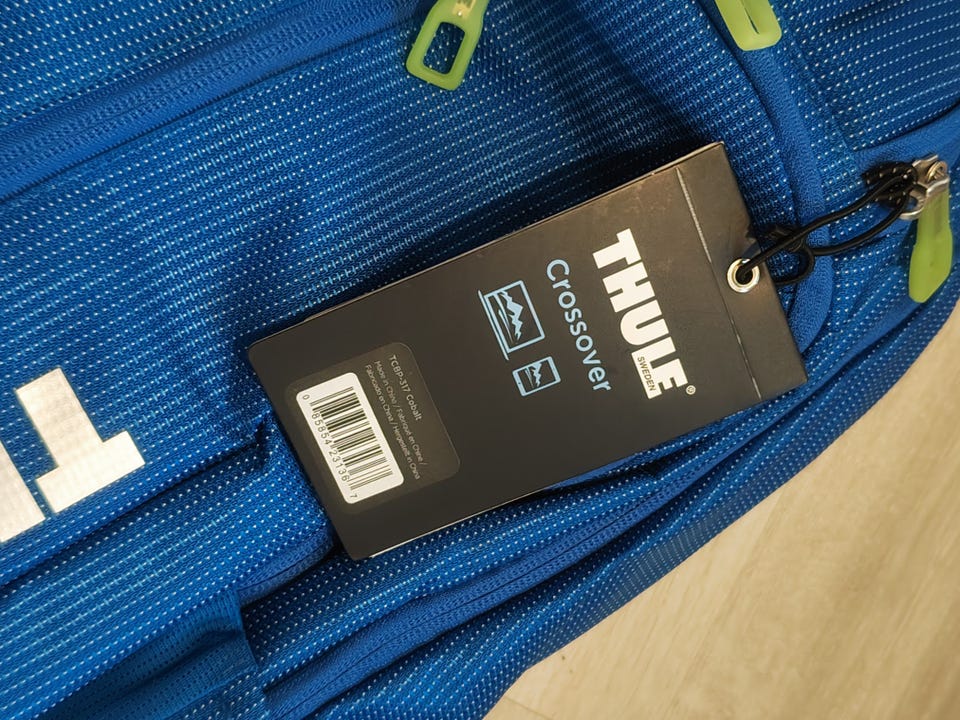 THULE®
SWEDEN
Crossover
TCBP-317 Cobalt
Made in China / Fabriqué en Chine /
Fabricado en China / Hergestellt in China
0 85854 23136 7